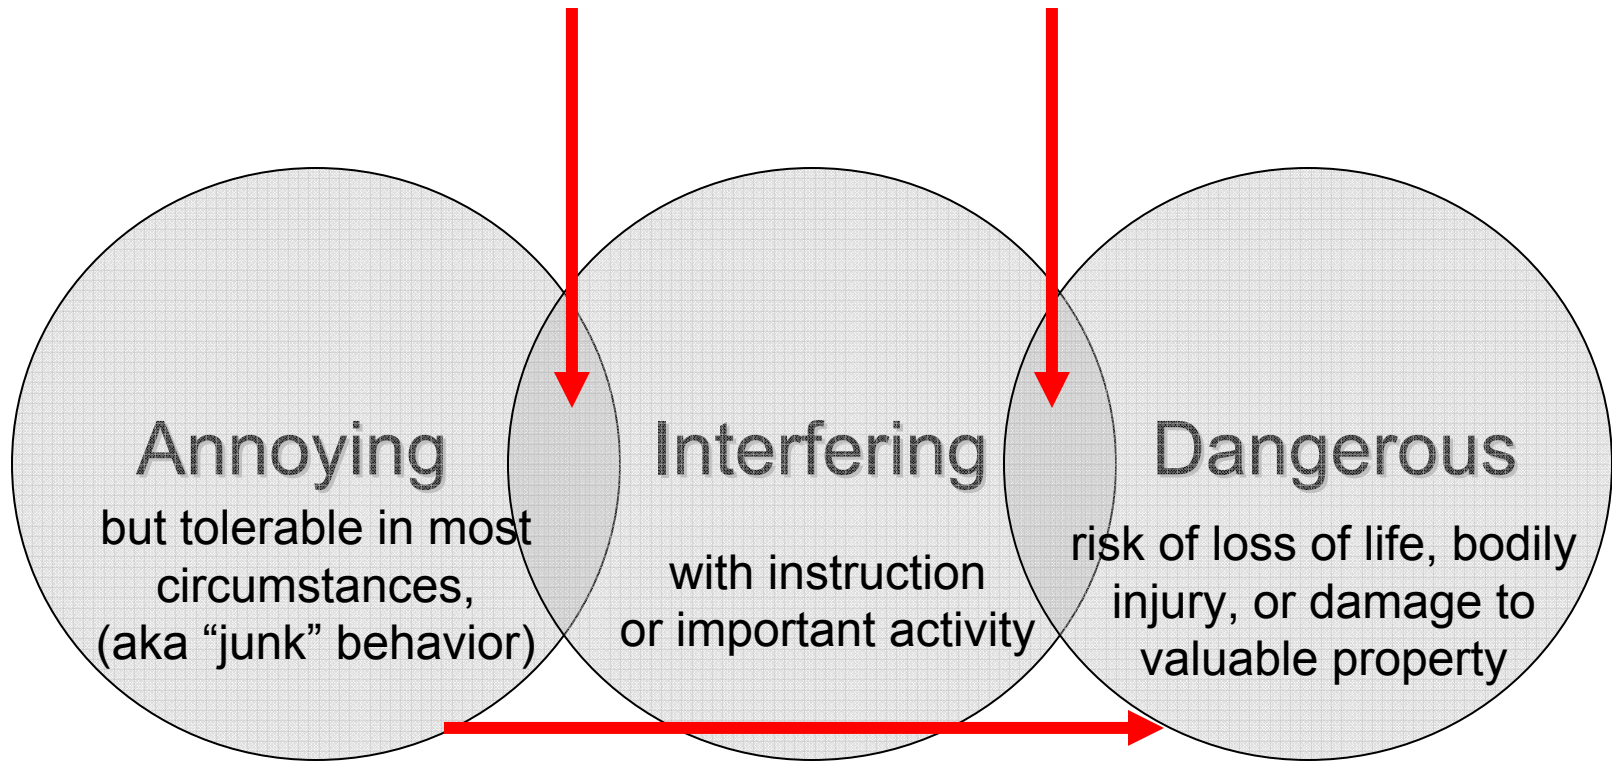 Annoying
but tolerable in most
circumstances,
(aka “junk” behavior)
Interfering
with instruction
or important activity
Dangerous
risk of loss of life, bodily
injury, or damage to
valuable property